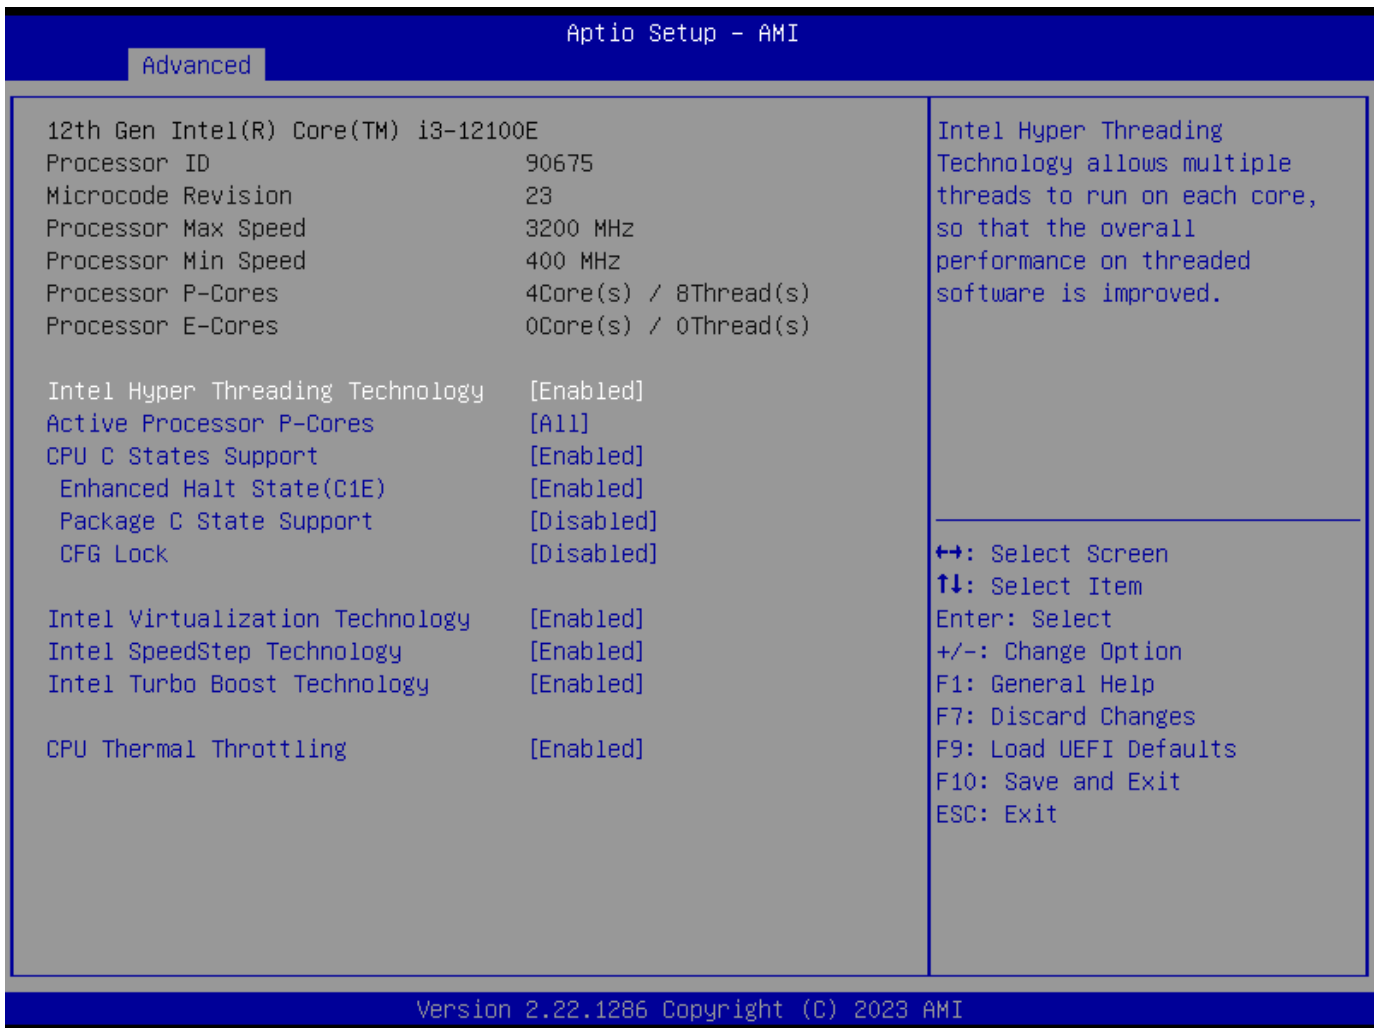 Aptio Setup – AMI
Advanced
12th Gen Intel(R) Core(TM) i3-12100E
Processor ID 90675
Microcode Revision 23
Processor Max Speed 3200 MHz
Processor Min Speed 400 MHz
Processor P-Cores 4Core(s) / 8Thread(s)
Processor E-Cores 0Core(s) / 0Thread(s)
Intel Hyper Threading Technology [Enabled]
Active Processor P-Cores [All]
CPU C States Support [Enabled]
Enhanced Halt State(C1E) [Enabled]
Package C State Support [Disabled]
CFG Lock [Disabled]
Intel Virtualization Technology [Enabled]
Intel SpeedStep Technology [Enabled]
Intel Turbo Boost Technology [Enabled]
CPU Thermal Throttling [Enabled]
Intel Hyper Threading
Technology allows multiple
threads to run on each core,
so that the overall
performance on threaded
software is improved.
←→: Select Screen
↑↓: Select Item
Enter: Select
+/-: Change Option
F1: General Help
F7: Discard Changes
F9: Load UEFI Defaults
F10: Save and Exit
ESC: Exit
Version 2.22.1286 Copyright (C) 2023 AMI